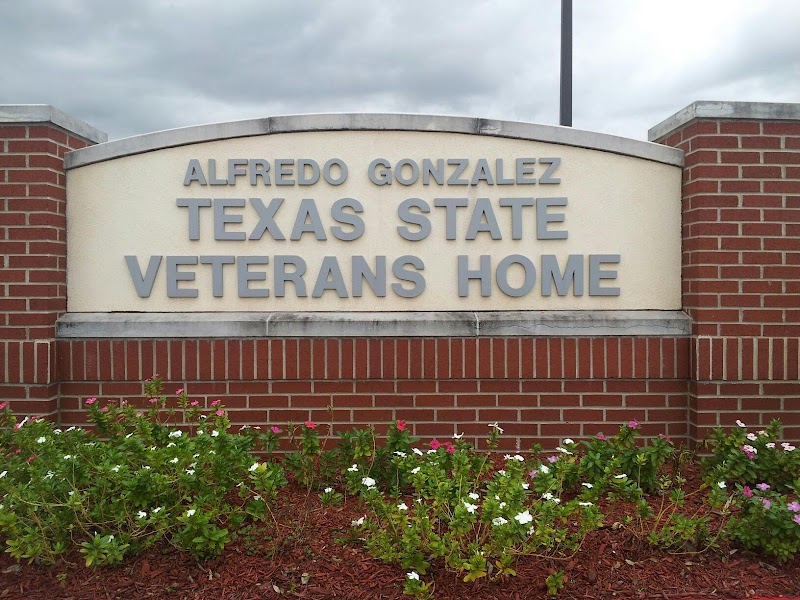 ALFREDO GONZALEZ
TEXAS STATE
VETERANS HOME